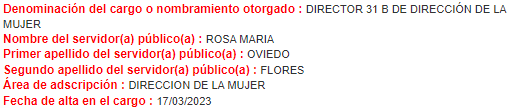 Denominación del cargo o nombramiento otorgado : DIRECTOR 31 B DE DIRECCIÓN DE LA
MUJER
Nombre del servidor(a) público(a) : ROSA MARIA
Primer apellido del servidor(a) público(a) : OVIEDO
Segundo apellido del servidor(a) público(a) : FLORES
Área de adscripción : DIRECCION DE LA MUJER
Fecha de alta en el cargo : 17/03/2023